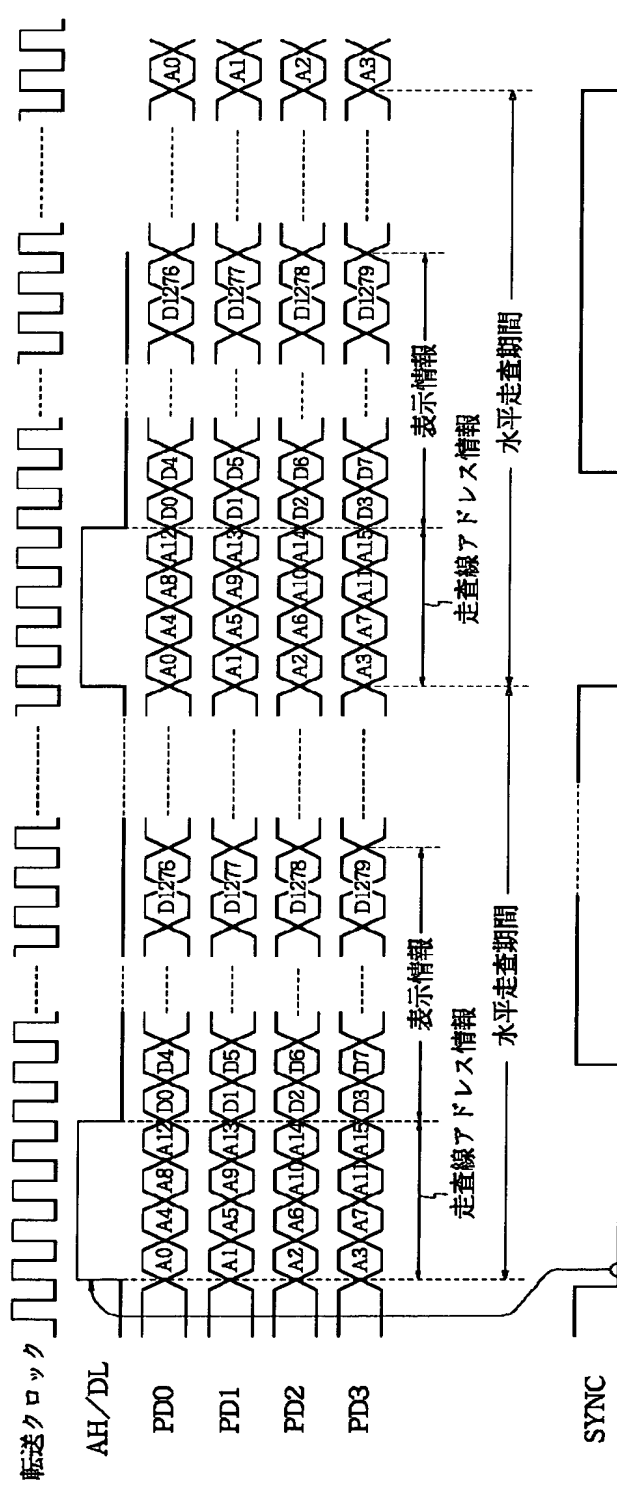 転送クロック
AH/DL
PD0 A0 A4 A8 A12 D0 D4 D1276 A0 A4 A8 A12 D0 D4 D1276 A0
PD1 A1 A5 A9 A13 D1 D5 D1277 A1 A5 A9 A13 D1 D5 D1277 A1
PD2 A2 A6 A10 A14 D2 D6 D1278 A2 A6 A10 A14 D2 D6 D1278 A2
PD3 A3 A7 A11 A15 D3 D7 D1279 A3 A7 A11 A15 D3 D7 D1279 A3
表示情報 表示情報
走査線アドレス情報 走査線アドレス情報
水平走査期間 水平走査期間
SYNC